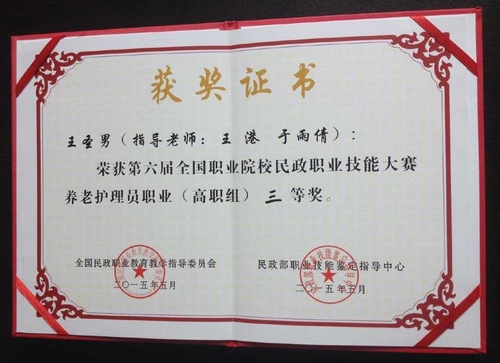 获奖证书
王圣男（指导老师：王 港 于雨倩）：
荣获第六届全国职业院校民政职业技能大赛
养老护理员职业（高职组）三等奖。
全国民政职业教育教学指导委员会 民政部职业技能鉴定指导中心
二〇一五年五月 二〇一五年五月